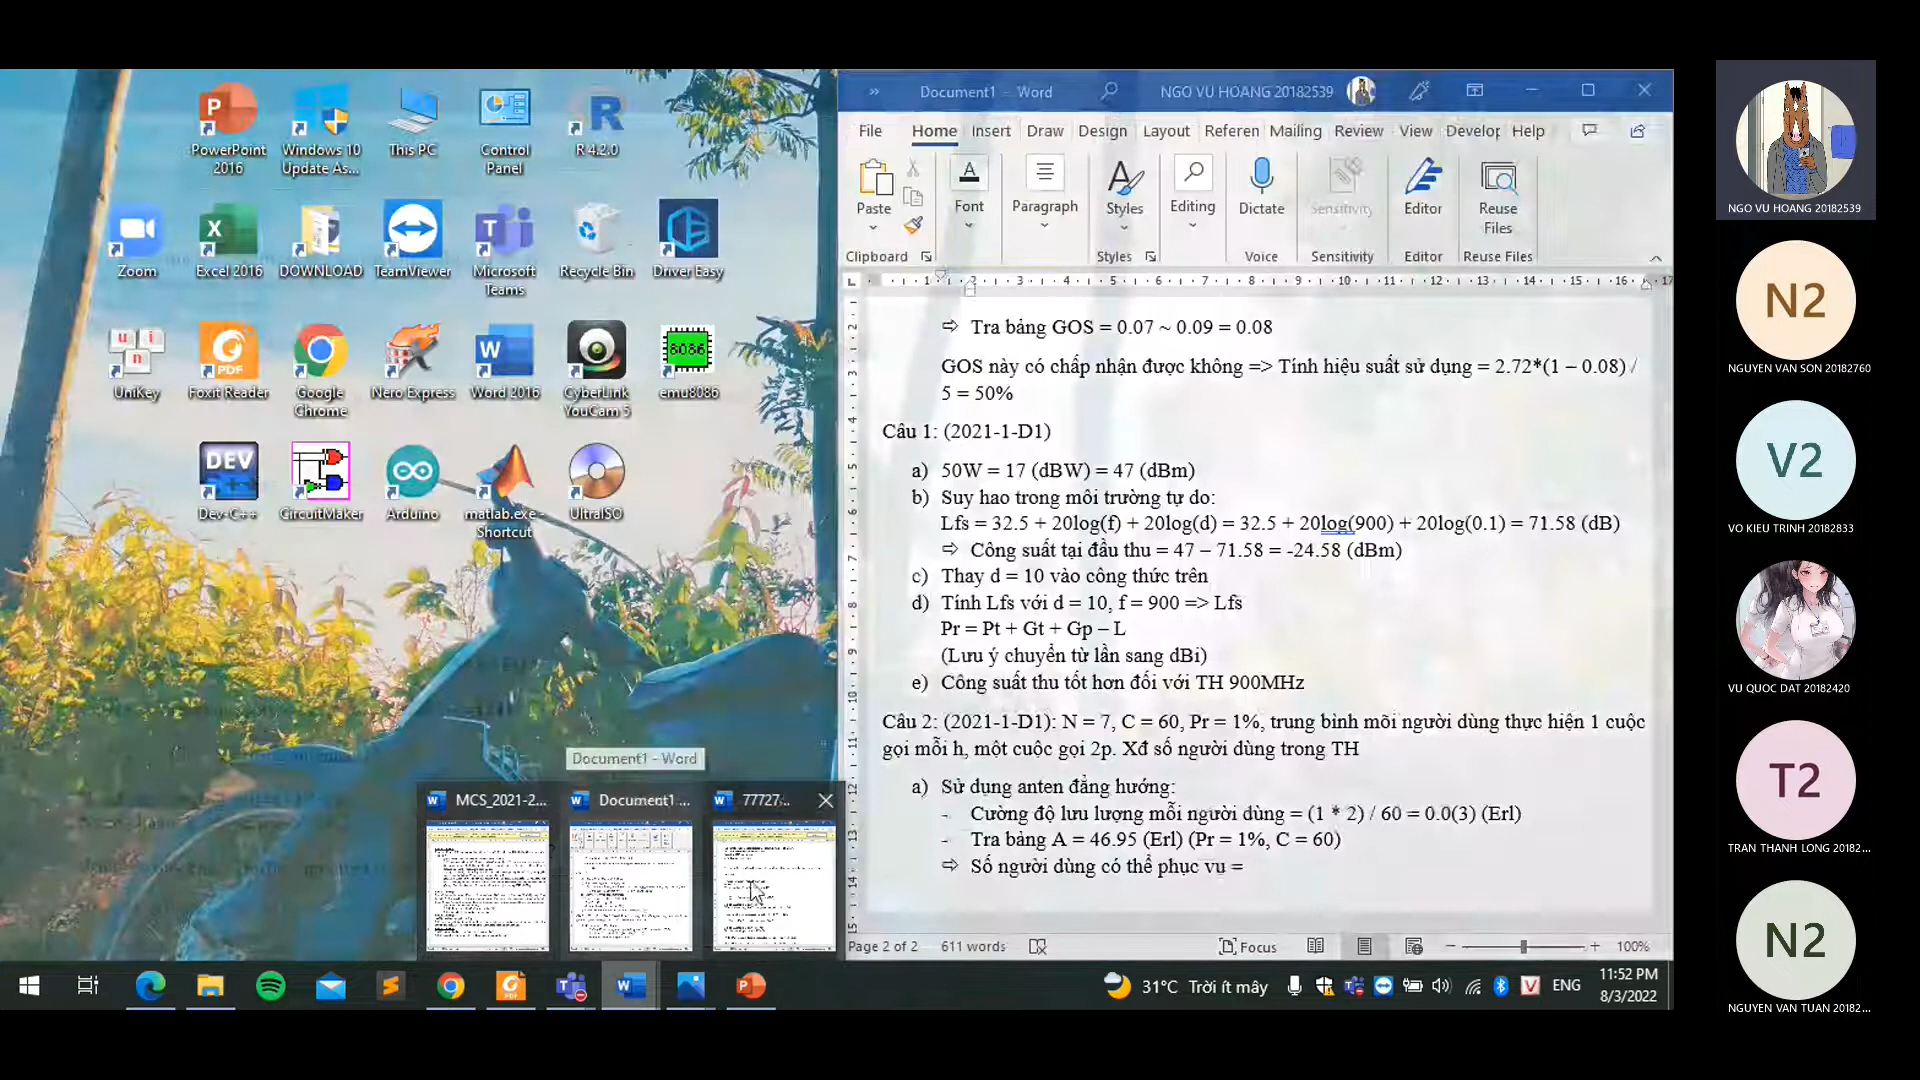 PowerPoint 2016
Windows 10 Update As...
This PC
Control Panel
R 4.2.0
Zoom
Excel 2016
DOWNLOAD
TeamViewer
Microsoft Teams
Recycle Bin
Driver Easy
UniKey
Foxit Reader
Google Chrome
Nero Express
Word 2016
CyberLink YouCam 5
8086
emu8086
DEV
Dev-C++
CircuitMaker
Arduino
matlab.exe - Shortcut
UltraISO
Document1 - Word
MCS_2021-2...
Document1 ...
77727...
Document1 - Word
NGO VU HOANG 20182539
File Home Insert Draw Design Layout Referen Mailing Review View Develop Help
Paste
Font
Paragraph
Styles
Editing
Dictate
Sensitivity
Editor
Reuse Files
Clipboard
Styles
Voice
Sensitivity
Editor
Reuse Files
⇨ Tra bảng GOS = 0.07 ~ 0.09 = 0.08
GOS này có chấp nhận được không => Tính hiệu suất sử dụng = 2.72*(1 – 0.08) /
5 = 50%
Câu 1: (2021-1-D1)
a) 50W = 17 (dBW) = 47 (dBm)
b) Suy hao trong môi trường tự do:
Lfs = 32.5 + 20log(f) + 20log(d) = 32.5 + 20log(900) + 20log(0.1) = 71.58 (dB)
⇨ Công suất tại đầu thu = 47 – 71.58 = -24.58 (dBm)
c) Thay d = 10 vào công thức trên
d) Tính Lfs với d = 10, f = 900 => Lfs
Pr = Pt + Gt + Gp – L
(Lưu ý chuyển từ lần sang dBi)
e) Công suất thu tốt hơn đối với TH 900MHz
Câu 2: (2021-1-D1): N = 7, C = 60, Pr = 1%, trung bình mõi người dùng thực hiện 1 cuộc
gọi mỗi h, một cuộc gọi 2p. Xđ số người dùng trong TH
a) Sử dụng anten đẳng hướng:
- Cường độ lưu lượng mỗi người dùng = (1 * 2) / 60 = 0.0(3) (Erl)
- Tra bảng A = 46.95 (Erl) (Pr = 1%, C = 60)
⇨ Số người dùng có thể phục vụ =
Page 2 of 2
611 words
Focus
100%
31°C Trời ít mây
ENG
11:52 PM
8/3/2022
NGO VU HOANG 20182539
N2
NGUYEN VAN SON 20182760
V2
VO KIEU TRINH 20182833
VU QUOC DAT 20182420
T2
TRAN THANH LONG 20182...
N2
NGUYEN VAN TUAN 20182...